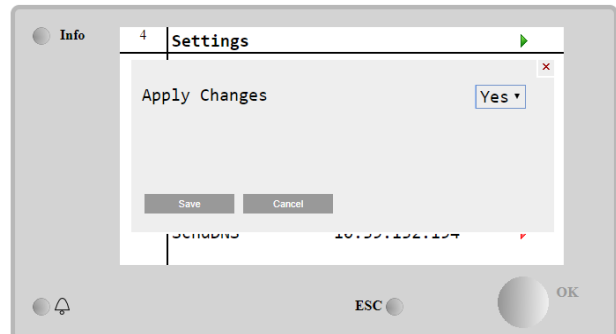 Info
4 Settings
Apply Changes Yes
Save Cancel
OK
ESC